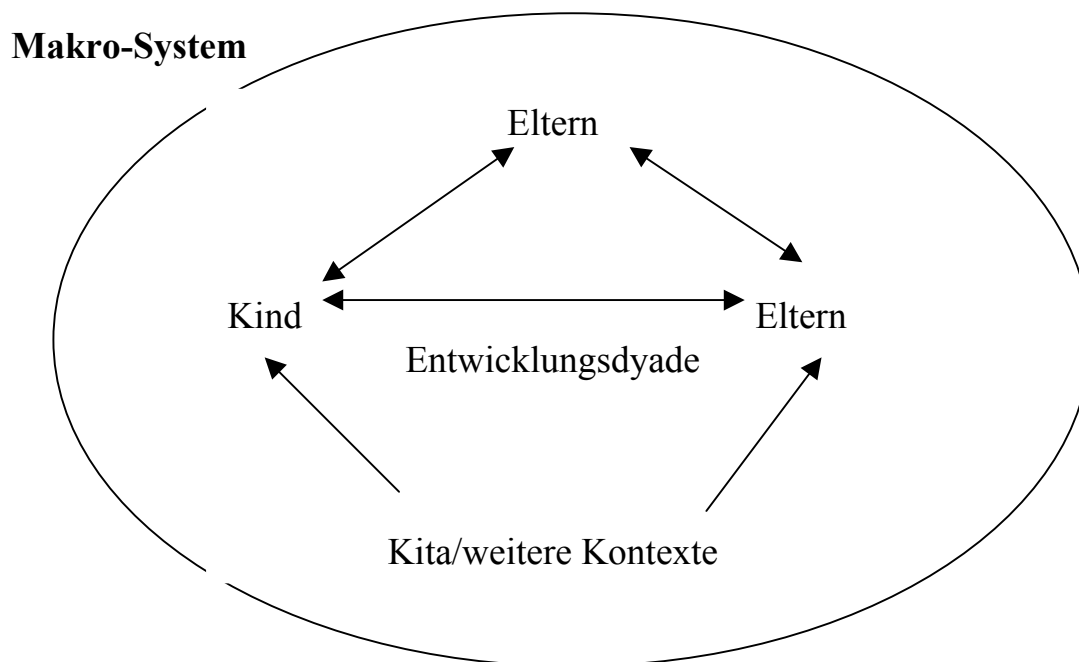 Makro-System
Eltern
Kind
Eltern
Entwicklungsdyade
Kita/weitere Kontexte